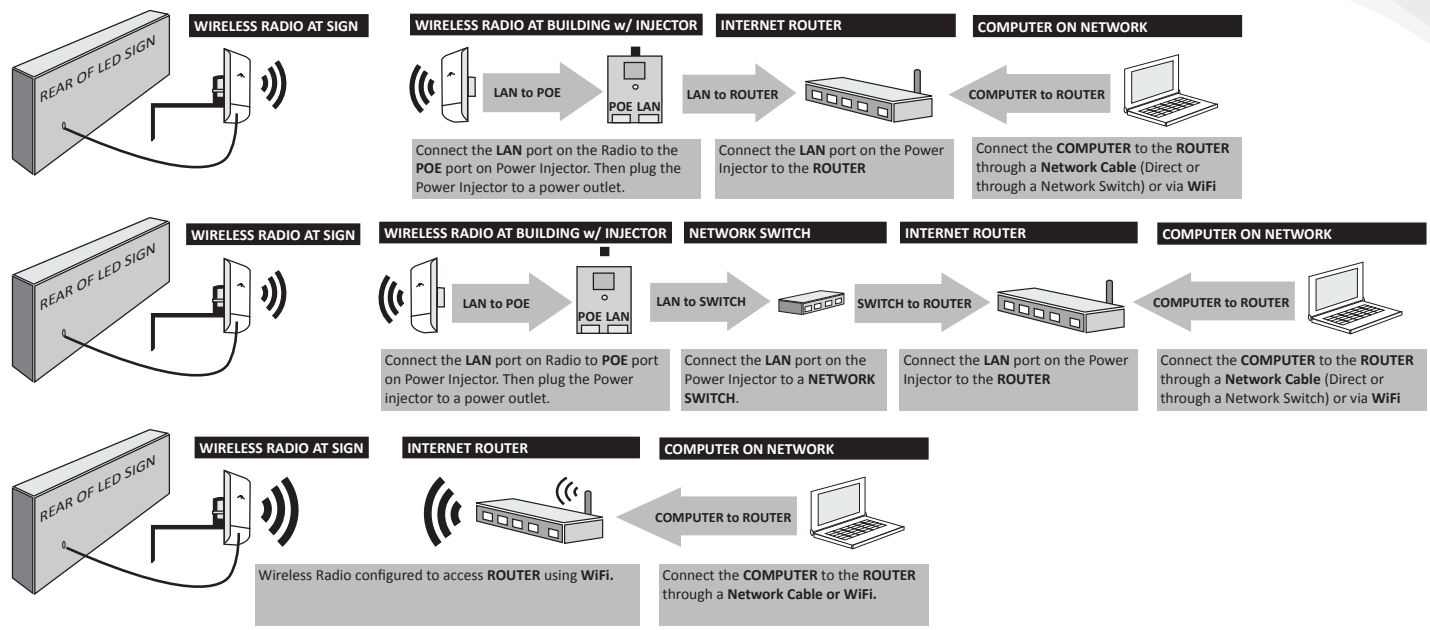 WIRELESS RADIO AT SIGN
WIRELESS RADIO AT BUILDING w/ INJECTOR
INTERNET ROUTER
COMPUTER ON NETWORK
REAR OF LED SIGN
LAN to POE
POE LAN
LAN to ROUTER
COMPUTER to ROUTER
Connect the LAN port on the Radio to the
POE port on Power Injector. Then plug the
Power Injector to a power outlet.
Connect the LAN port on the Power
Injector to the ROUTER
Connect the COMPUTER to the ROUTER
through a Network Cable (Direct or
through a Network Switch) or via WiFi
WIRELESS RADIO AT SIGN
WIRELESS RADIO AT BUILDING w/ INJECTOR
NETWORK SWITCH
INTERNET ROUTER
COMPUTER ON NETWORK
REAR OF LED SIGN
LAN to POE
POE LAN
LAN to SWITCH
SWITCH to ROUTER
COMPUTER to ROUTER
Connect the LAN port on Radio to POE port
on Power Injector. Then plug the Power
injector to a power outlet.
Connect the LAN port on the
Power Injector to a NETWORK
SWITCH.
Connect the LAN port on the Power
Injector to the ROUTER
Connect the COMPUTER to the ROUTER
through a Network Cable (Direct or
through a Network Switch) or via WiFi
WIRELESS RADIO AT SIGN
INTERNET ROUTER
COMPUTER ON NETWORK
REAR OF LED SIGN
COMPUTER to ROUTER
Wireless Radio configured to access ROUTER using WiFi.
Connect the COMPUTER to the ROUTER
through a Network Cable or WiFi.